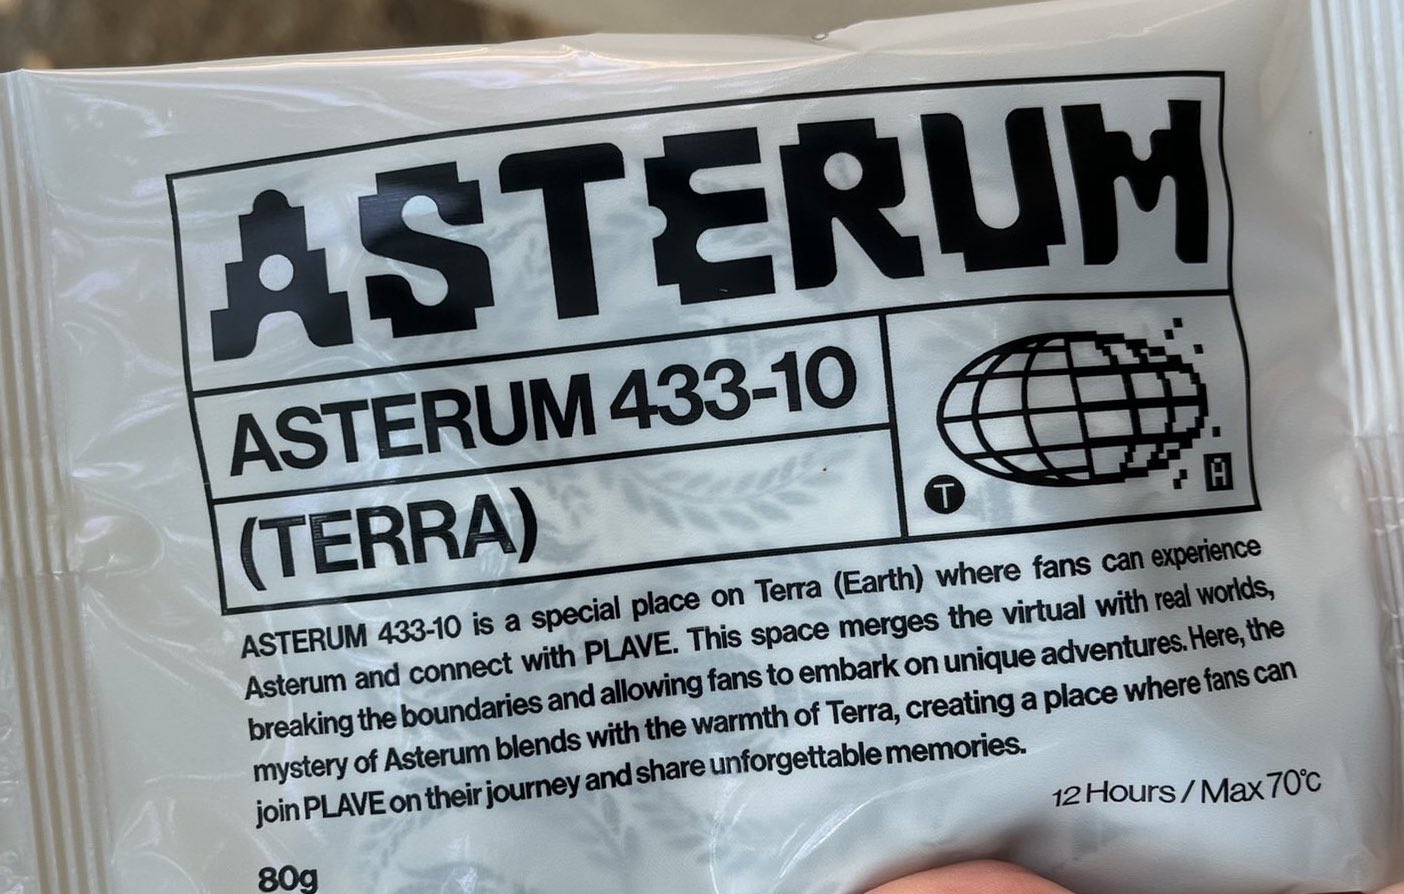 ASTERUM
ASTERUM 433-10
(TERRA)
T
H
ASTERUM 433-10 is a special place on Terra (Earth) where fans can experience
Asterum and connect with PLAVE. This space merges the virtual with real worlds,
breaking the boundaries and allowing fans to embark on unique adventures. Here, the
mystery of Asterum blends with the warmth of Terra, creating a place where fans can
join PLAVE on their journey and share unforgettable memories.
12 Hours / Max 70℃
80g